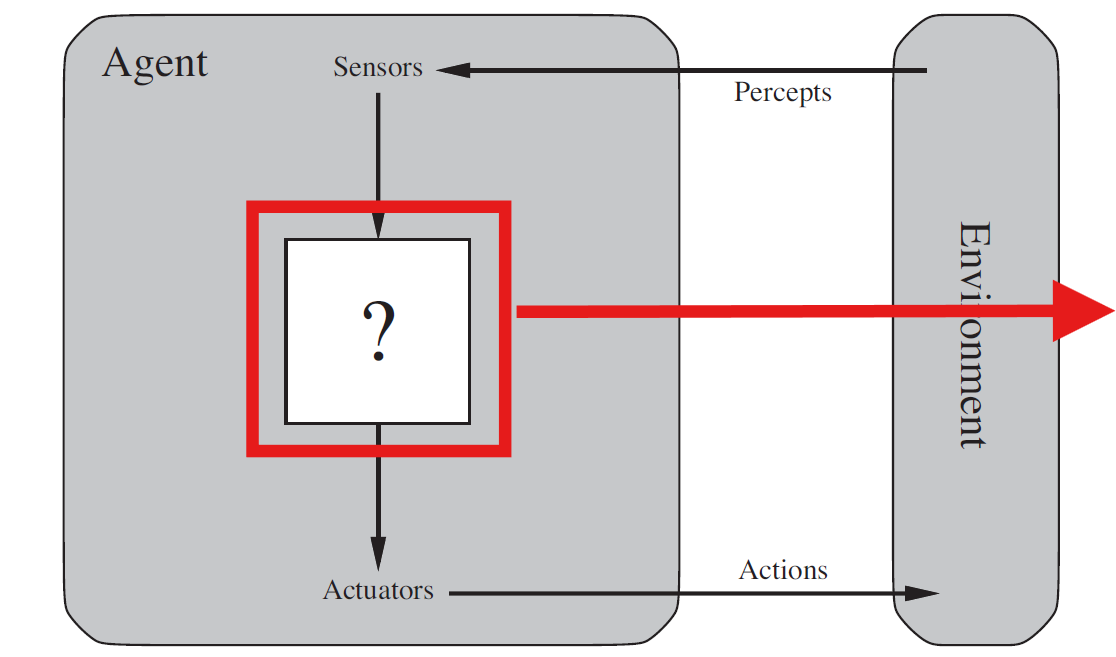 Agent
Sensors
Percepts
?
Environment
Actions
Actuators